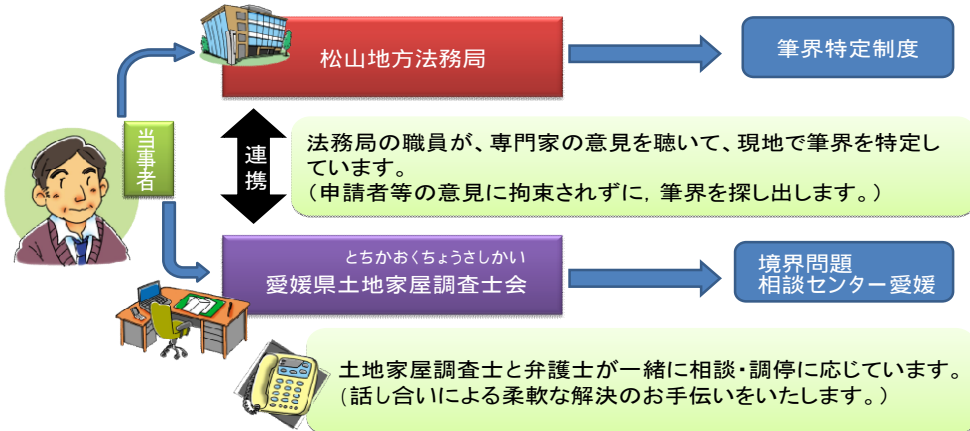 松山地方法務局
筆界特定制度
当事者
連携
法務局の職員が、専門家の意見を聴いて、現地で筆界を特定し
ています。
（申請者等の意見に拘束されずに，筆界を探し出します。）
とちかおくちょうさしかい
愛媛県土地家屋調査士会
境界問題
相談センター愛媛
土地家屋調査士と弁護士が一緒に相談・調停に応じています。
（話し合いによる柔軟な解決のお手伝いをいたします。）